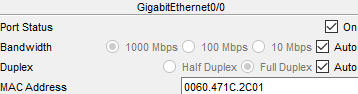 GigabitEthernet0/0
Port Status On
Bandwidth 1000 Mbps 100 Mbps 10 Mbps Auto
Duplex Half Duplex Full Duplex Auto
MAC Address 0060.471C.2C01